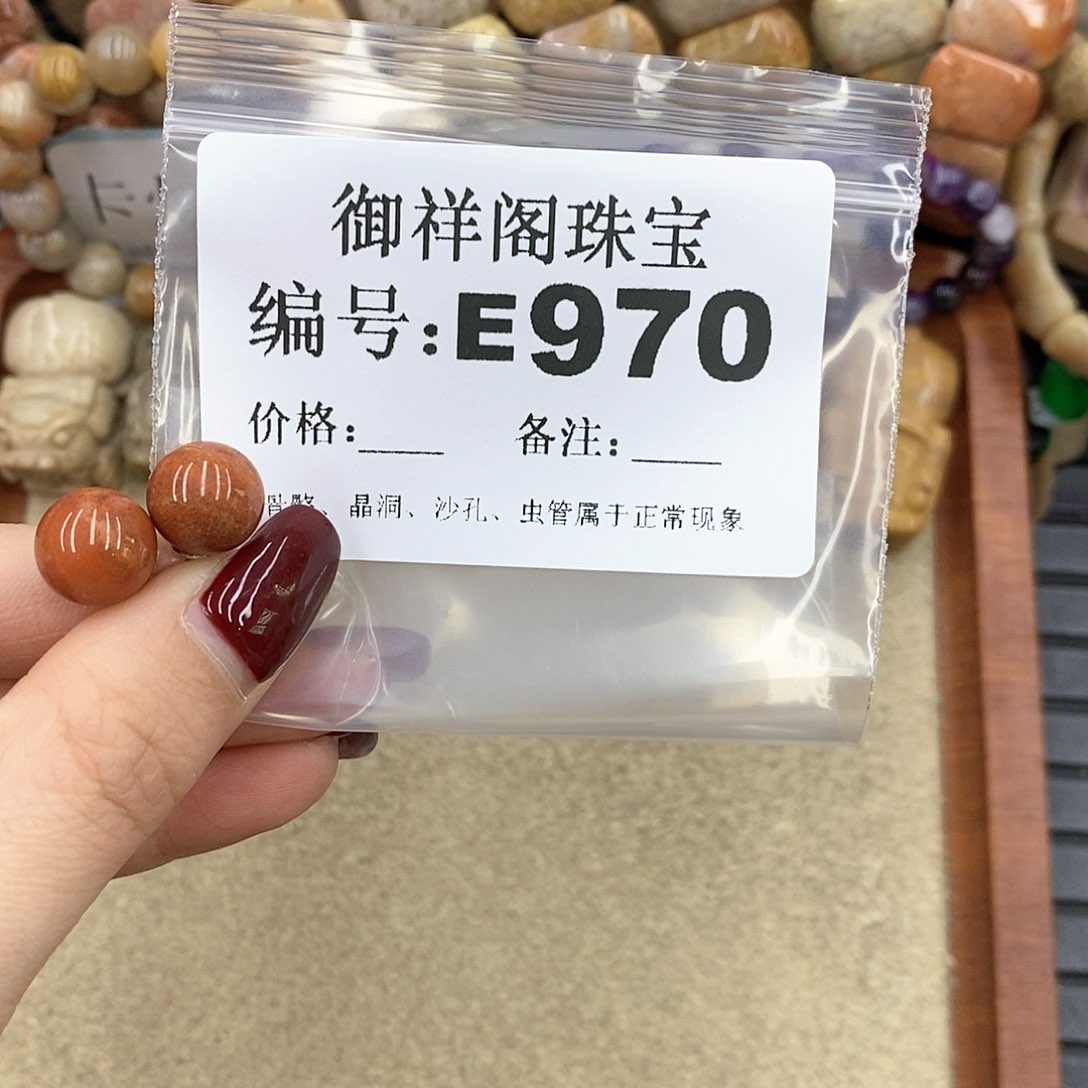 御祥阁珠宝
编号:E970
价格:____ 备注:____
、晶洞、沙孔、虫管属于正常现象